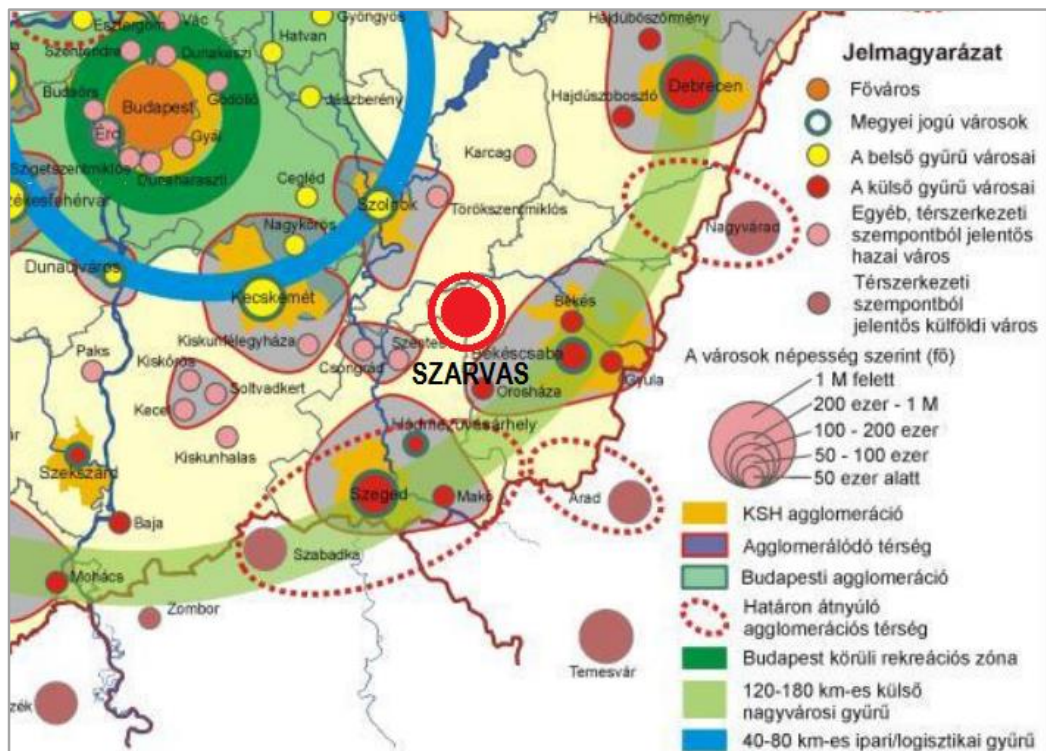 Esztergom
Vác
Gyöngyös
Hatvan
Szentendre
Dunakeszi
Budaörs
Budapest
Gödöllő
Jászberény
Érd
Gyál
Szigetszentmiklós
Dunaharaszti
Cegléd
Székesfehérvár
Nagykőrös
Szolnok
Törökszentmiklós
Karcag
Hajdúböszörmény
Debrecen
Hajdúszoboszló
Nagyvárad
Dunaújváros
Kecskemét
Kiskunfélegyháza
Csongrád
Szentes
SZARVAS
Békés
Békéscsaba
Gyula
Orosháza
Paks
Kiskőrös
Soltvadkert
Kecel
Kiskunhalas
Szekszárd
Hódmezővásárhely
Szeged
Makó
Arad
Baja
Szabadka
Mohács
Zombor
Temesvár
zék
Jelmagyarázat
Főváros
Megyei jogú városok
A belső gyűrű városai
A külső gyűrű városai
Egyéb, térszerkezeti
szempontból jelentős
hazai város
Térszerkezeti
szempontból
jelentős külföldi város
A városok népesség szerint (fő)
1 M felett
200 ezer - 1 M
100 - 200 ezer
50 - 100 ezer
50 ezer alatt
KSH agglomeráció
Agglomerálódó térség
Budapesti agglomeráció
Határon átnyúló
agglomerációs térség
Budapest körüli rekreációs zóna
120-180 km-es külső
nagyvárosi gyűrű
40-80 km-es ipari/logisztikai gyűrű